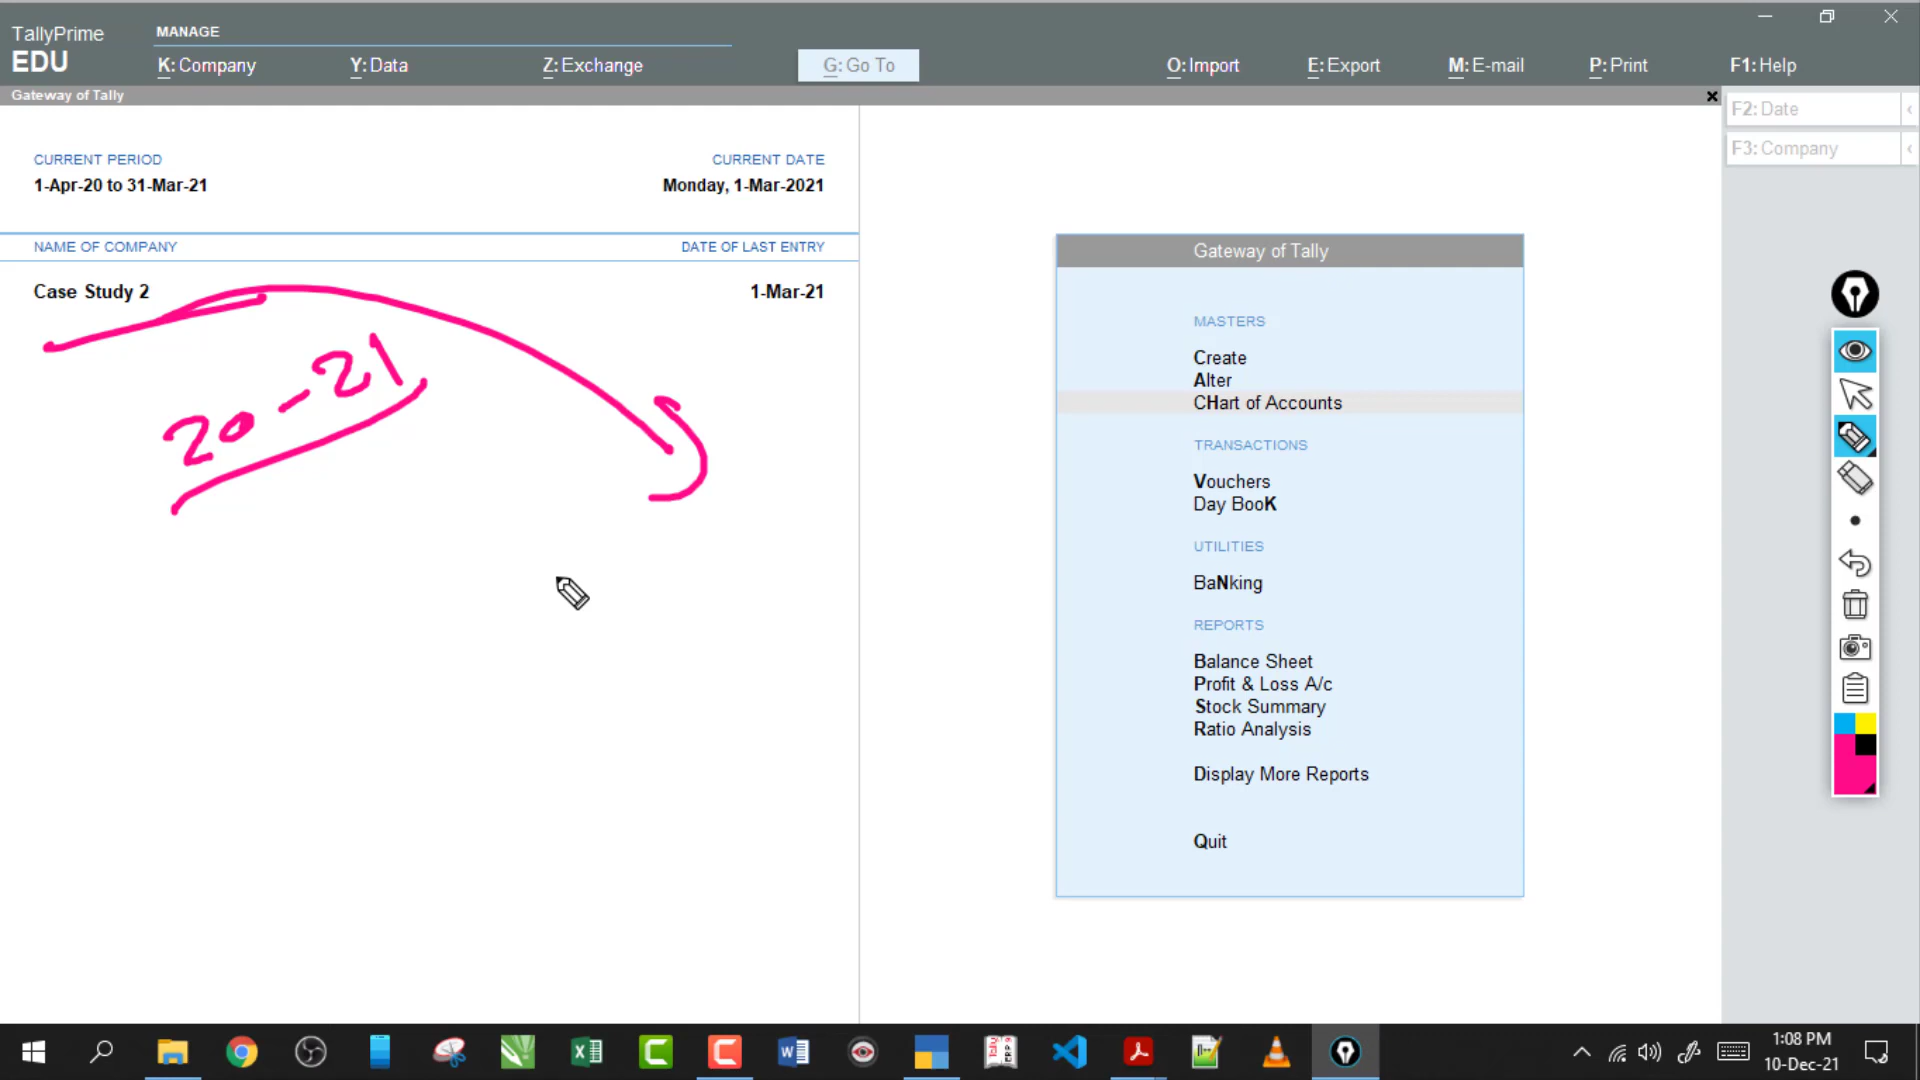 TallyPrime
EDU
MANAGE
K: Company
Y: Data
Z: Exchange
G: Go To
O: Import
E: Export
M: E-mail
P: Print
F1: Help
Gateway of Tally
F2: Date
F3: Company
CURRENT PERIOD
CURRENT DATE
1-Apr-20 to 31-Mar-21
Monday, 1-Mar-2021
NAME OF COMPANY
DATE OF LAST ENTRY
Case Study 2
1-Mar-21
20-21
Gateway of Tally
MASTERS
Create
Alter
CHart of Accounts
TRANSACTIONS
Vouchers
Day BooK
UTILITIES
BaNking
REPORTS
Balance Sheet
Profit & Loss A/c
Stock Summary
Ratio Analysis
Display More Reports
Quit
1:08 PM
10-Dec-21